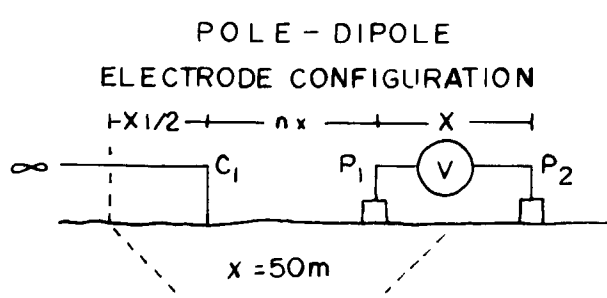 POLE - DIPOLE
ELECTRODE CONFIGURATION
X 1/2 n x X
∞ C1 P1 V P2
x = 50m